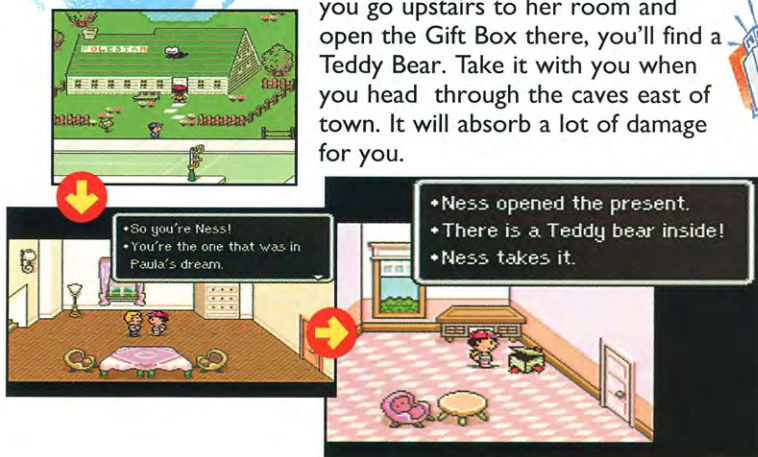 you go upstairs to her room and
open the Gift Box there, you'll find a
Teddy Bear. Take it with you when
you head through the caves east of
town. It will absorb a lot of damage
for you.
POLESTAR
•So you're Ness!
•You're the one that was in
Paula's dream.
•Ness opened the present.
•There is a Teddy bear inside!
•Ness takes it.